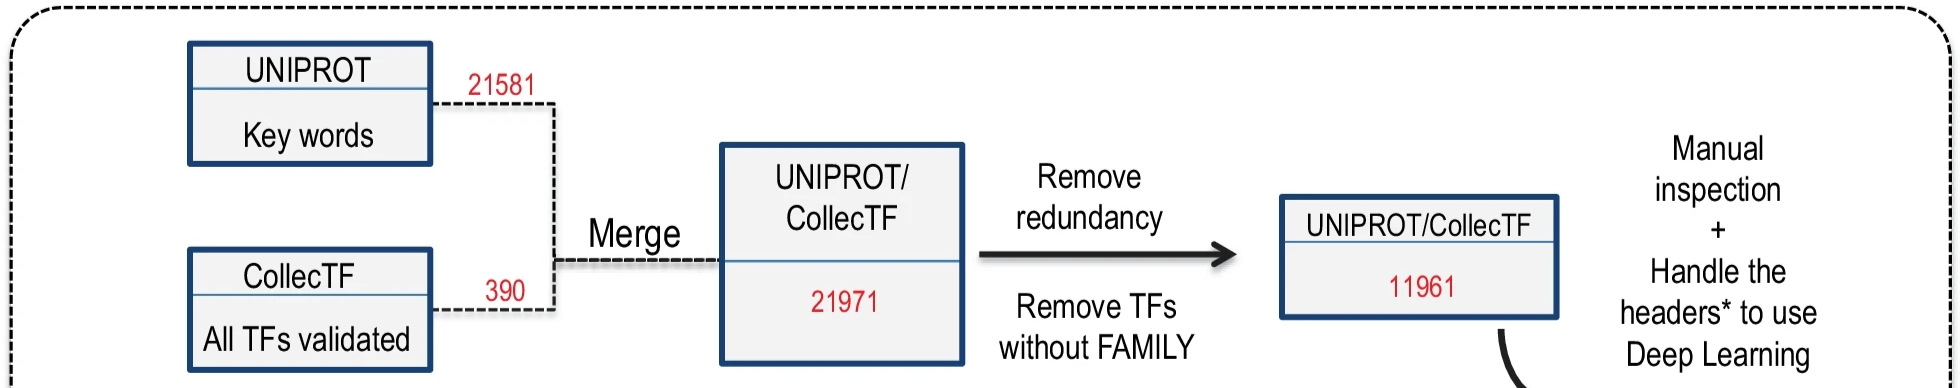 UNIPROT
Key words
21581
CollecTF
All TFs validated
390
Merge
UNIPROT/
CollecTF
21971
Remove
redundancy
Remove TFs
without FAMILY
UNIPROT/CollecTF
11961
Manual
inspection
+
Handle the
headers* to use
Deep Learning